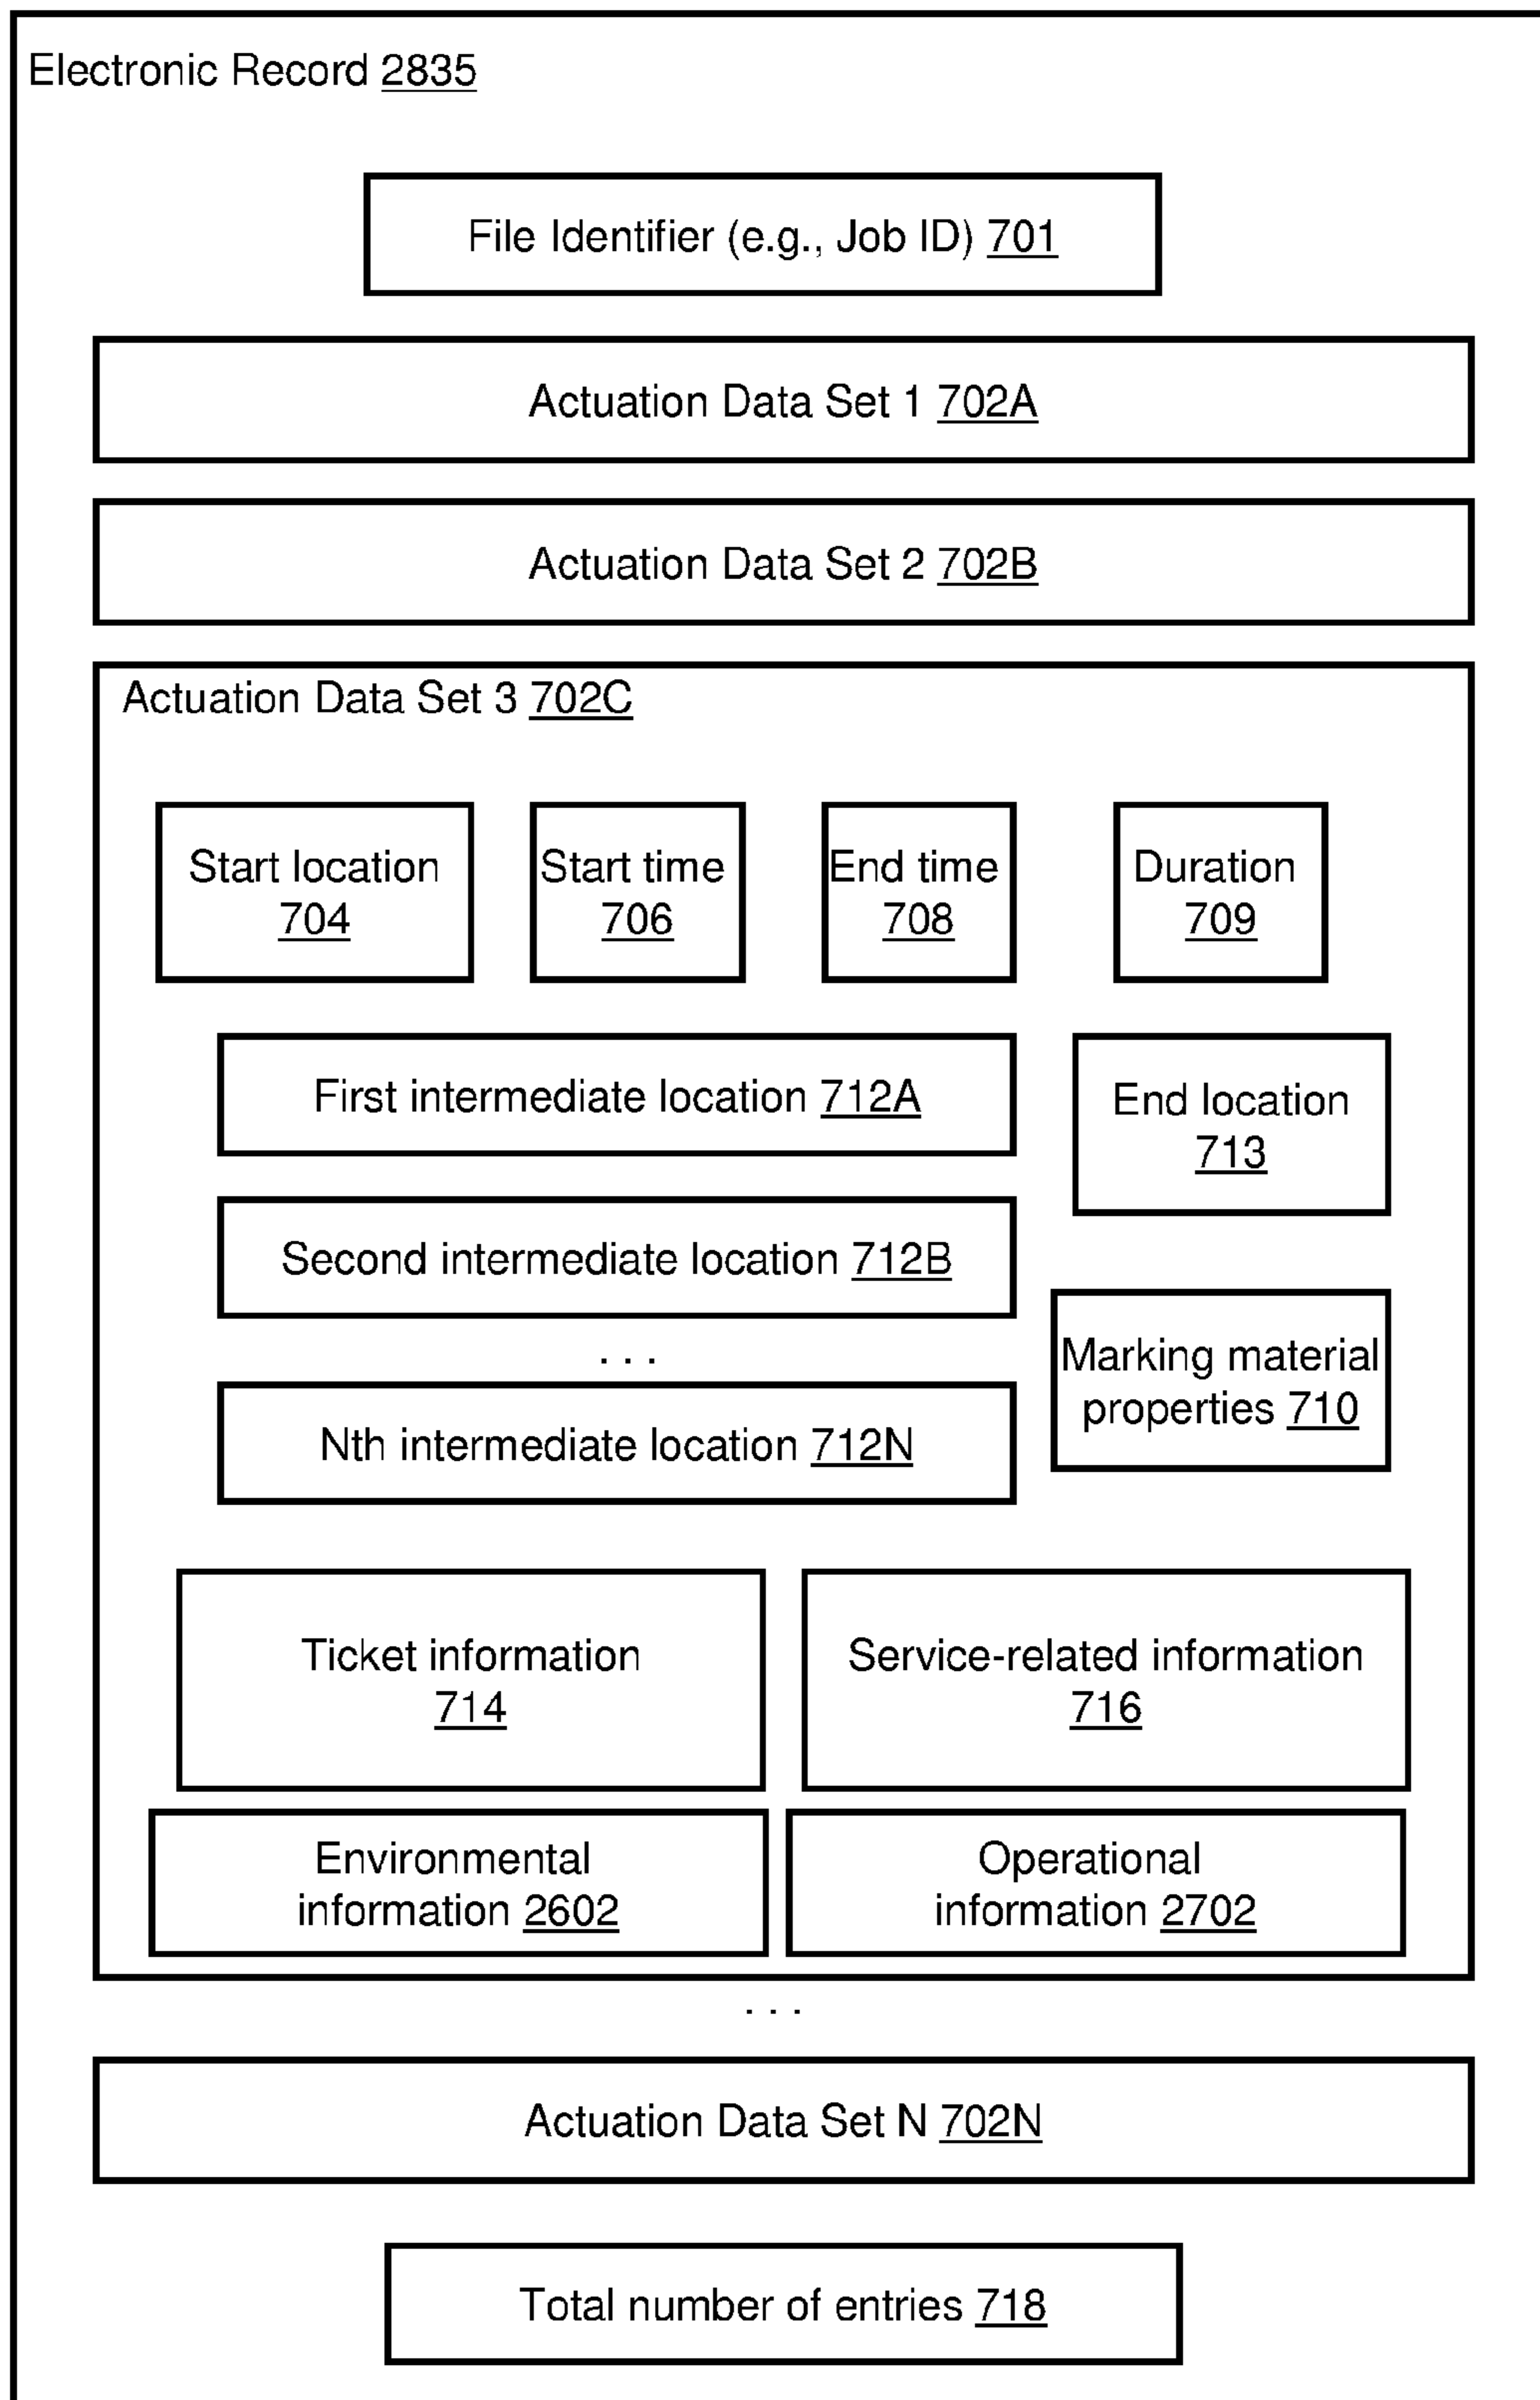 Electronic Record 2835
File Identifier (e.g., Job ID) 701
Actuation Data Set 1 702A
Actuation Data Set 2 702B
Actuation Data Set 3 702C
Start location
704
Start time
706
End time
708
Duration
709
First intermediate location 712A
End location
713
Second intermediate location 712B
. . .
Marking material
properties 710
Nth intermediate location 712N
Ticket information
714
Service-related information
716
Environmental
information 2602
Operational
information 2702
. . .
Actuation Data Set N 702N
Total number of entries 718